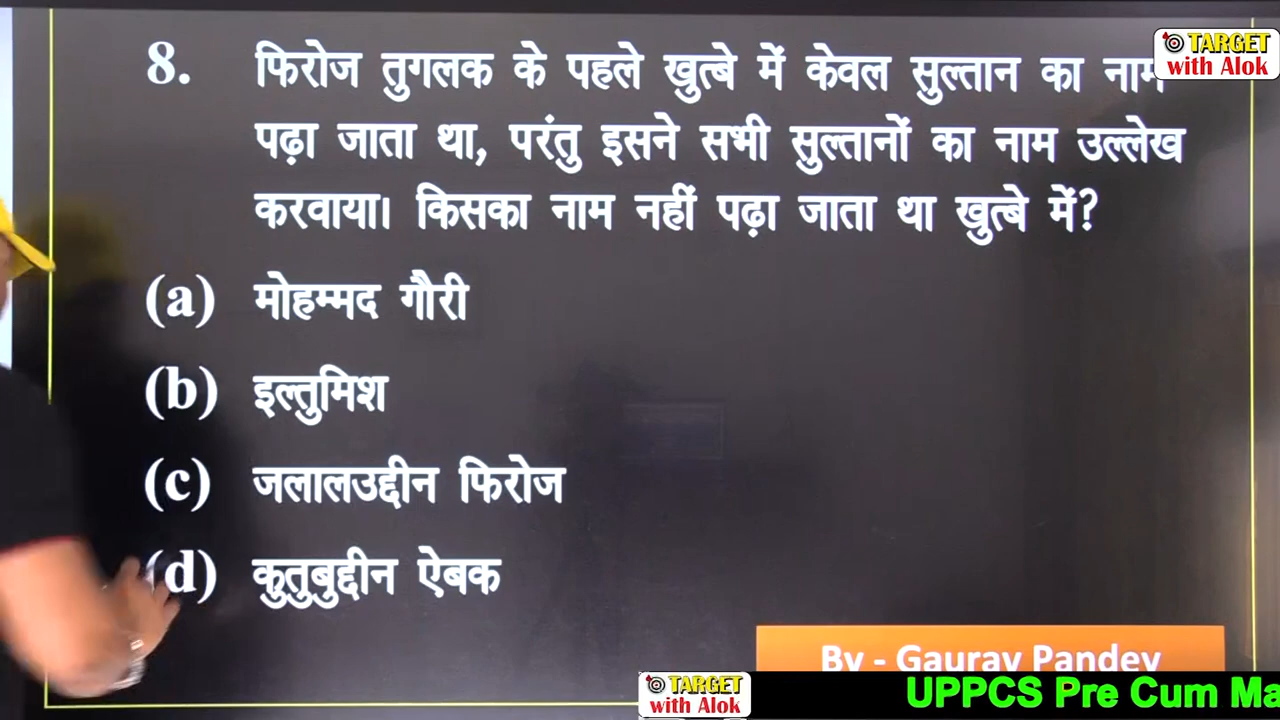 TARGET
with Alok
8. फिरोज तुगलक के पहले खुत्बे में केवल सुल्तान का नाम
पढ़ा जाता था, परंतु इसने सभी सुल्तानों का नाम उल्लेख
करवाया। किसका नाम नहीं पढ़ा जाता था खुत्बे में?
(a) मोहम्मद गौरी
(b) इल्तुमिश
(c) जलालउद्दीन फिरोज
(d) कुतुबुद्दीन ऐबक
By - Gaurav Pandey
TARGET
with Alok
UPPCS Pre Cum Ma